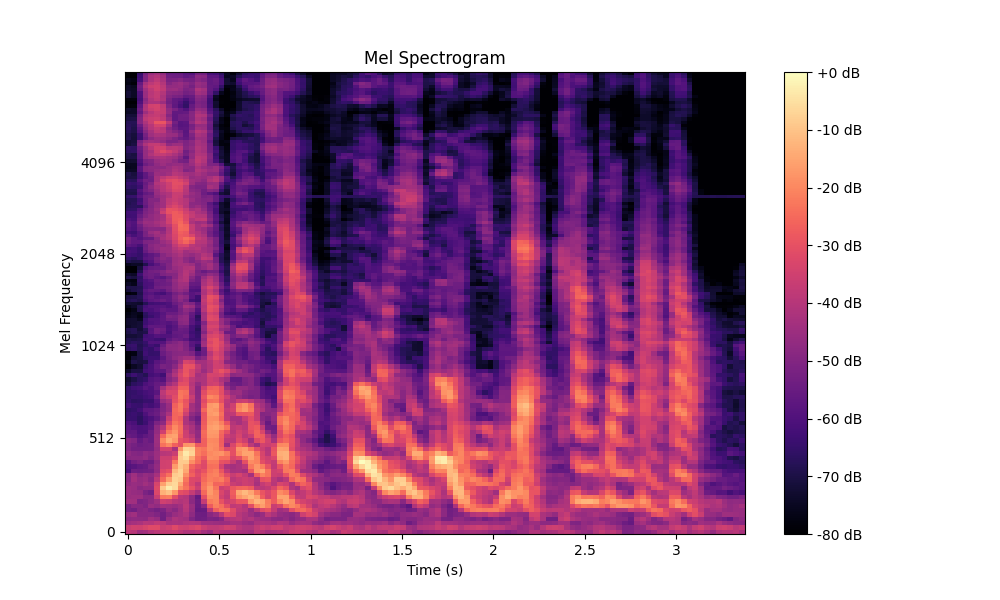 Mel Spectrogram
+0 dB
-10 dB
-20 dB
-30 dB
-40 dB
-50 dB
-60 dB
-70 dB
-80 dB
Mel Frequency
4096
2048
1024
512
0
0 0.5 1 1.5 2 2.5 3
Time (s)